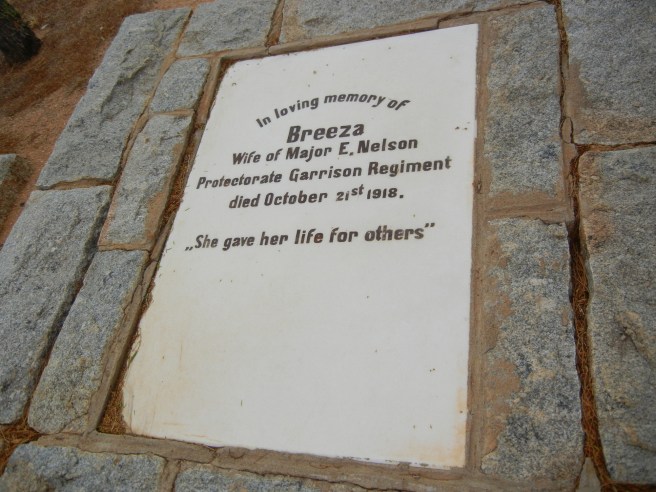 In loving memory of
Breeza
Wife of Major E. Nelson
Protectorate Garrison Regiment
died October 21st 1918.
„She gave her life for others”